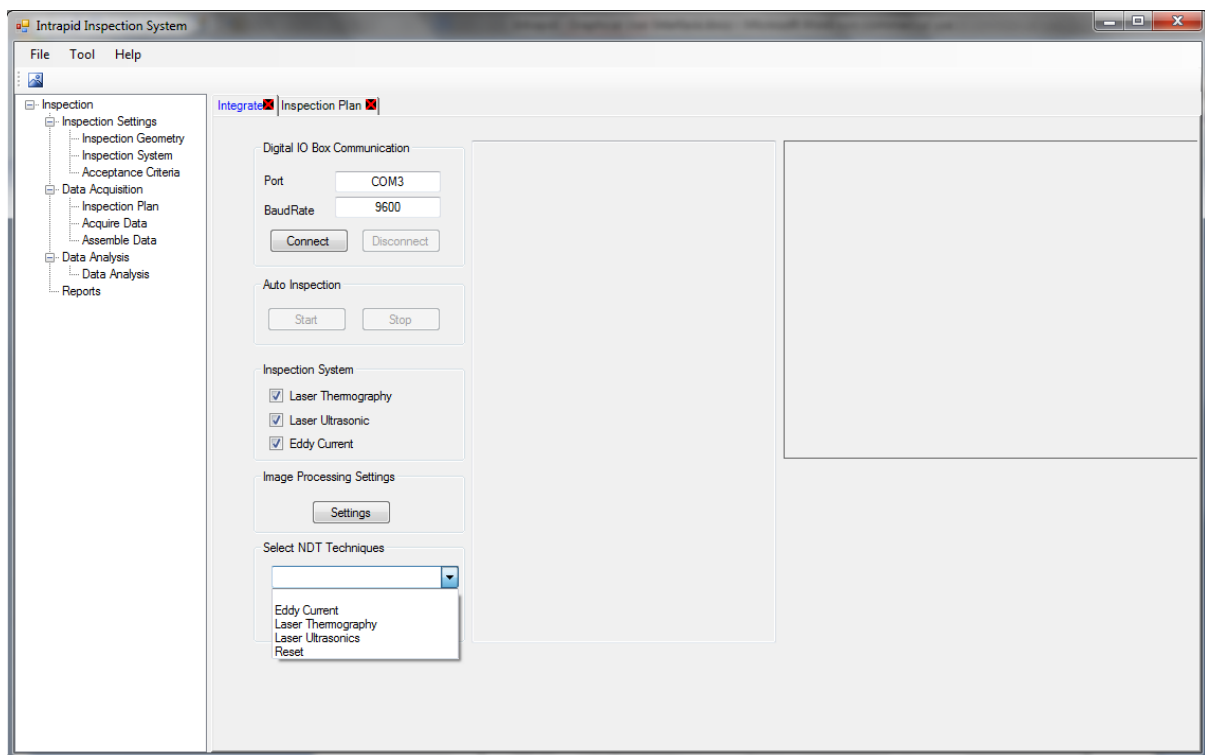 Intrapid Inspection System
File Tool Help
Inspection
Inspection Settings
Inspection Geometry
Inspection System
Acceptance Criteria
Data Acquisition
Inspection Plan
Acquire Data
Assemble Data
Data Analysis
Data Analysis
Reports
Integrate Inspection Plan
Digital IO Box Communication
Port COM3
BaudRate 9600
Connect Disconnect
Auto Inspection
Start Stop
Inspection System
Laser Thermography
Laser Ultrasonic
Eddy Current
Image Processing Settings
Settings
Select NDT Techniques
Eddy Current
Laser Thermography
Laser Ultrasonics
Reset